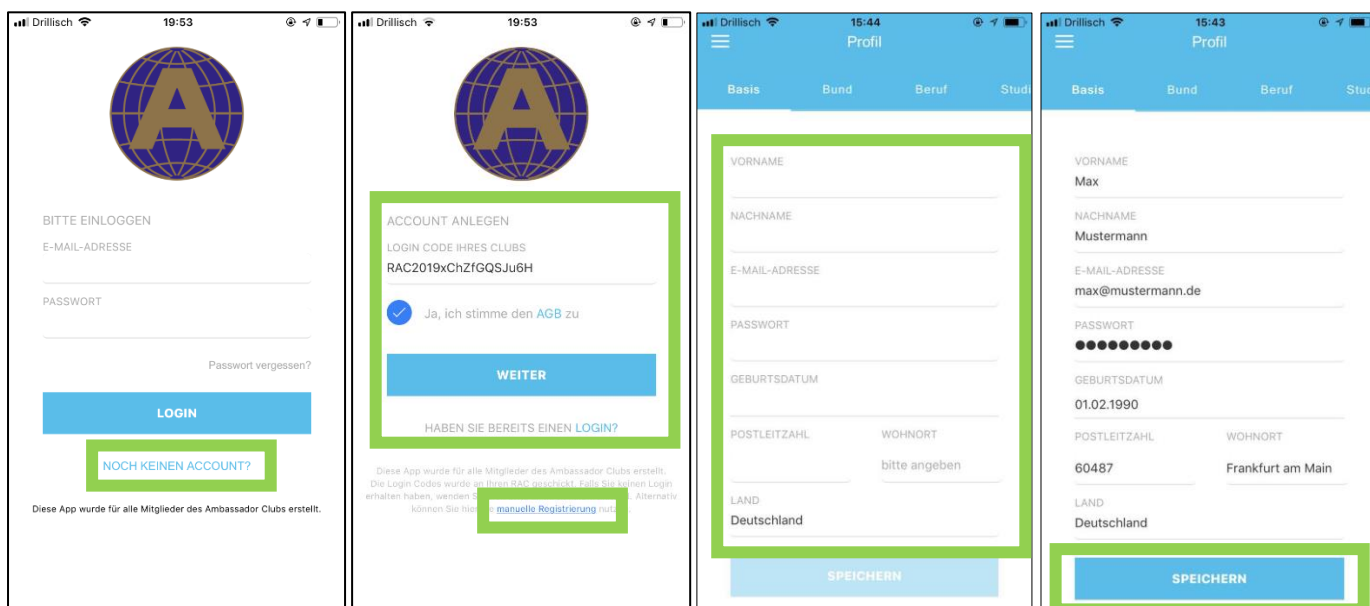 Drillisch 19:53
A
BITTE EINLOGGEN
E-MAIL-ADRESSE
PASSWORT
Passwort vergessen?
LOGIN
NOCH KEINEN ACCOUNT?
Diese App wurde für alle Mitglieder des Ambassador Clubs erstellt.
Drillisch 19:53
A
ACCOUNT ANLEGEN
LOGIN CODE IHRES CLUBS
RAC2019xChZfGQSJu6H
Ja, ich stimme den AGB zu
WEITER
HABEN SIE BEREITS EINEN LOGIN?
Diese App wurde für alle Mitglieder des Ambassador Clubs erstellt.
Die Login Codes wurde an Ihren RAC geschickt. Falls Sie keinen Login
erhalten haben, wenden Alternativ
können Sie manuelle Registrierung
Drillisch 15:44
Profil
Basis Bund Beruf Studi
VORNAME
NACHNAME
E-MAIL-ADRESSE
PASSWORT
GEBURTSDATUM
POSTLEITZAHL WOHNORT
bitte angeben
LAND
Deutschland
SPEICHERN
Drillisch 15:43
Profil
Basis Bund Beruf Stud
VORNAME
Max
NACHNAME
Mustermann
E-MAIL-ADRESSE
max@mustermann.de
PASSWORT
●●●●●●●●●
GEBURTSDATUM
01.02.1990
POSTLEITZAHL WOHNORT
60487 Frankfurt am Main
LAND
Deutschland
SPEICHERN